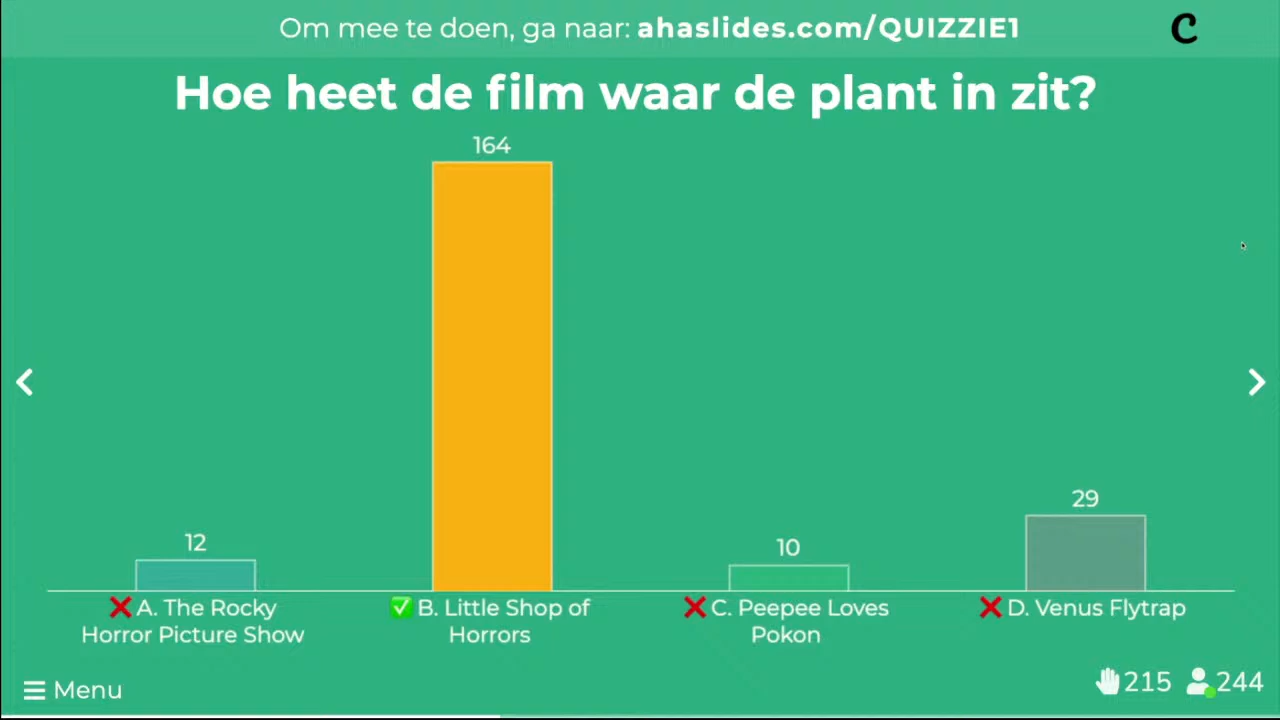 Om mee te doen, ga naar: ahaslides.com/QUIZZIE1
C
Hoe heet de film waar de plant in zit?
164
29
12
10
A. The Rocky
Horror Picture Show
B. Little Shop of
Horrors
C. Peepee Loves
Pokon
D. Venus Flytrap
Menu
215
244